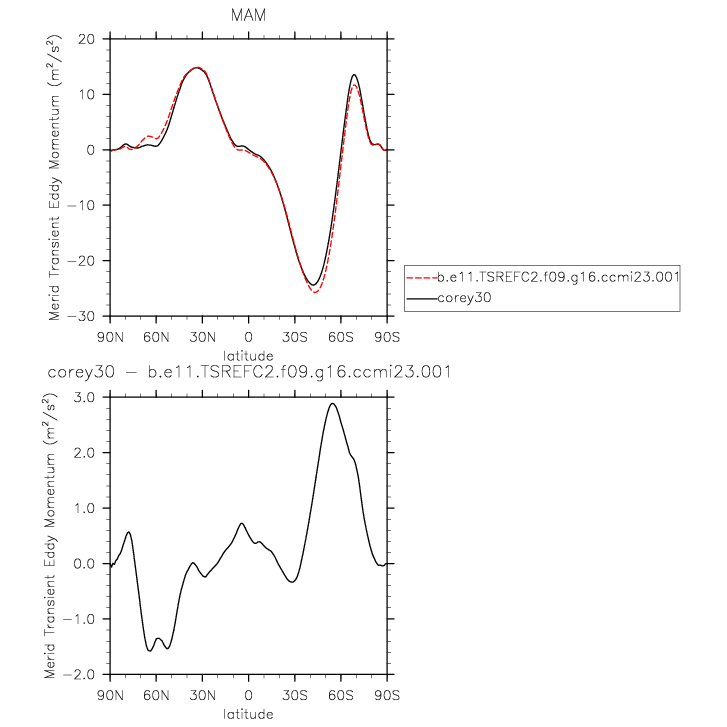 MAM
Merid Transient Eddy Momentum (m²/s²)
20
10
0
−10
−20
−30
90N 60N 30N 0 30S 60S 90S
latitude
b.e11.TSREFC2.f09.g16.ccmi23.001
corey30
corey30 − b.e11.TSREFC2.f09.g16.ccmi23.001
Merid Transient Eddy Momentum (m²/s²)
3.0
2.0
1.0
0.0
−1.0
−2.0
90N 60N 30N 0 30S 60S 90S
latitude